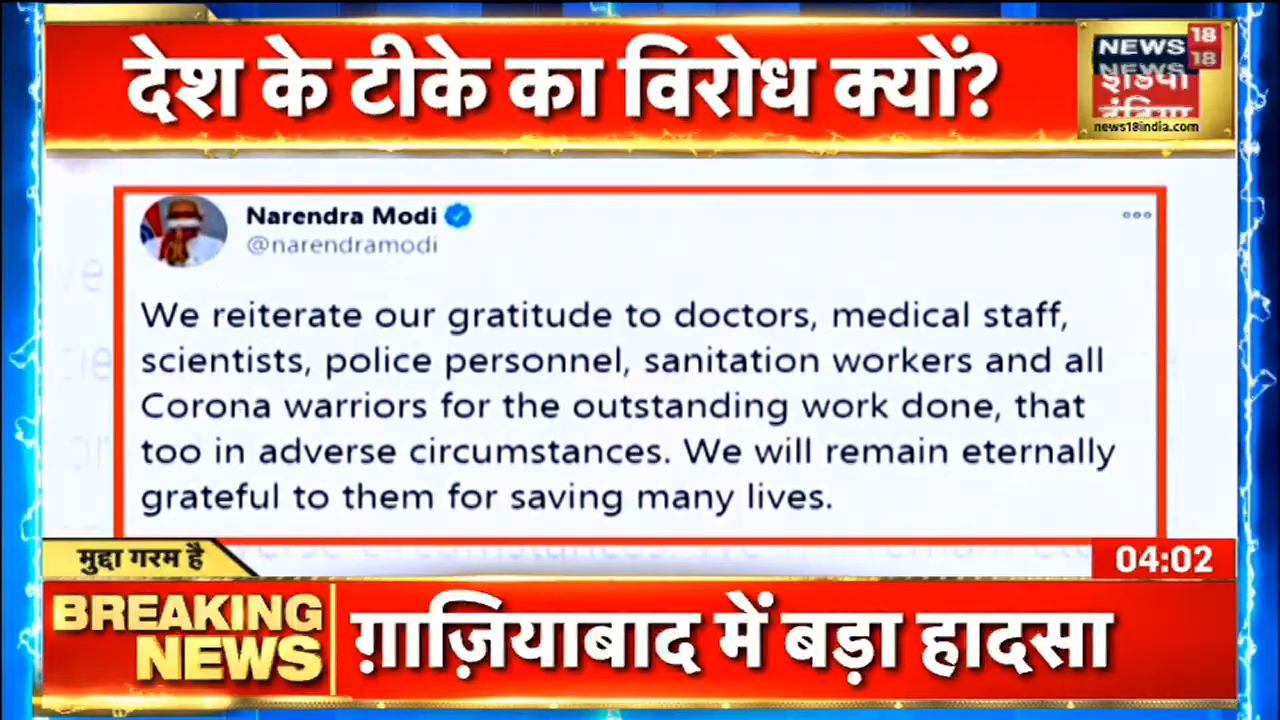 देश के टीके का विरोध क्यों?
NEWS 18
NEWS 18
इंडिया
news18india.com
Narendra Modi
@narendramodi
We reiterate our gratitude to doctors, medical staff,
scientists, police personnel, sanitation workers and all
Corona warriors for the outstanding work done, that
too in adverse circumstances. We will remain eternally
grateful to them for saving many lives.
मुद्दा गरम है
04:02
BREAKING
NEWS
ग़ाज़ियाबाद में बड़ा हादसा